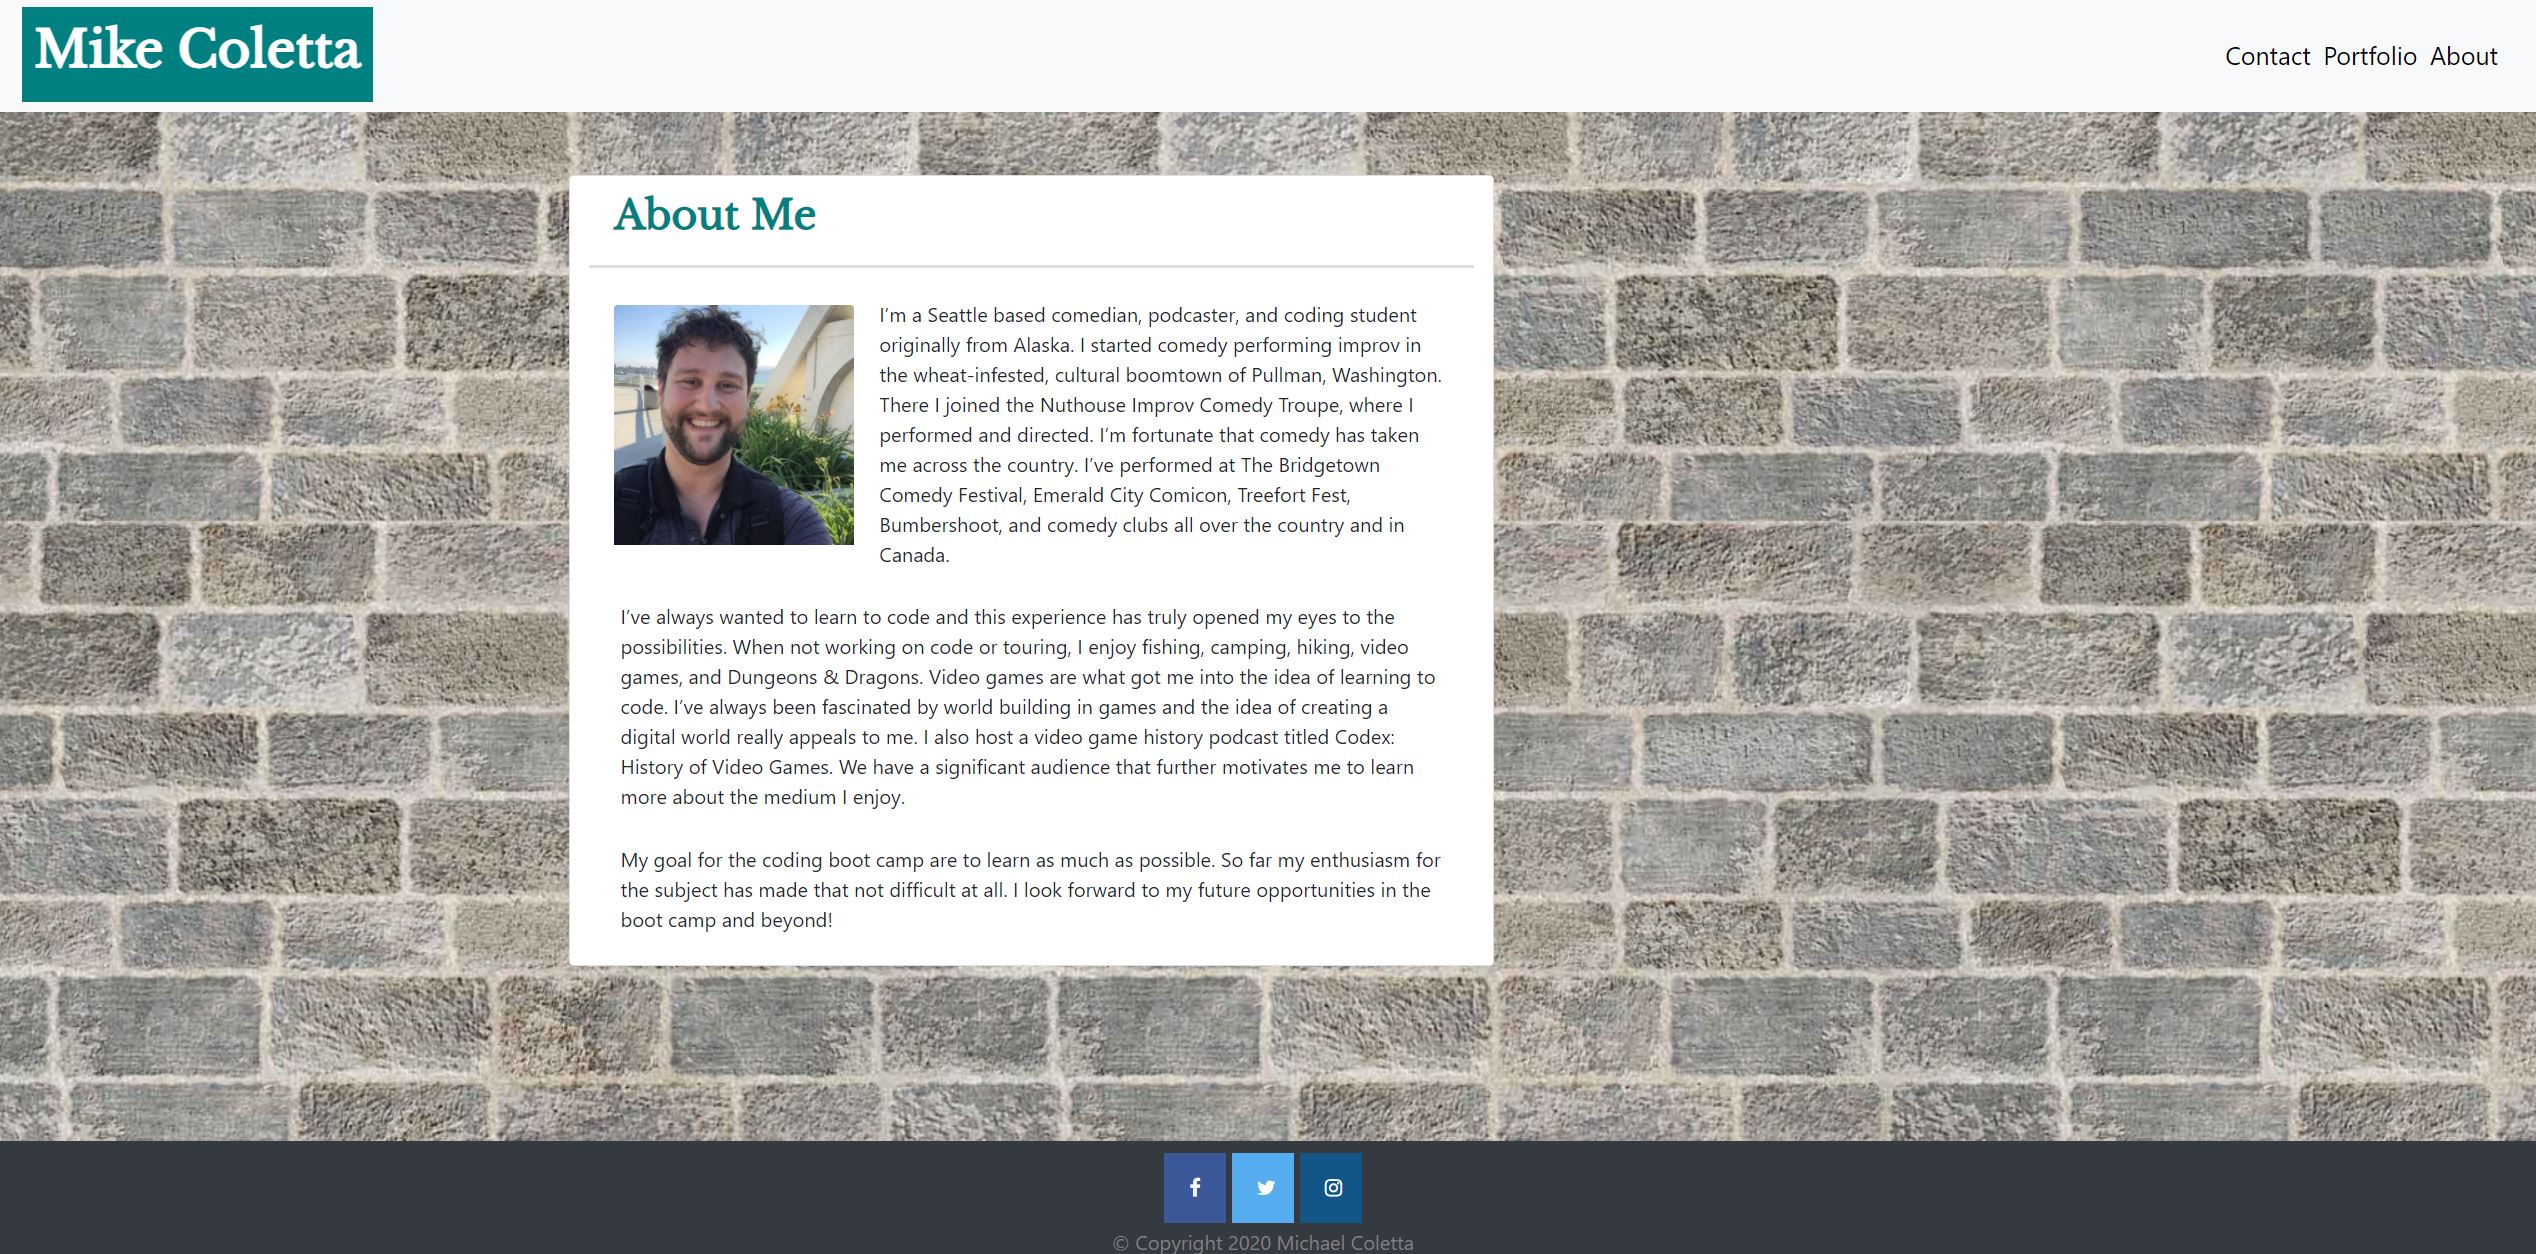 Mike Coletta
Contact Portfolio About
About Me
I’m a Seattle based comedian, podcaster, and coding student
originally from Alaska. I started comedy performing improv in
the wheat-infested, cultural boomtown of Pullman, Washington.
There I joined the Nuthouse Improv Comedy Troupe, where I
performed and directed. I’m fortunate that comedy has taken
me across the country. I’ve performed at The Bridgetown
Comedy Festival, Emerald City Comicon, Treefort Fest,
Bumbershoot, and comedy clubs all over the country and in
Canada.
I’ve always wanted to learn to code and this experience has truly opened my eyes to the
possibilities. When not working on code or touring, I enjoy fishing, camping, hiking, video
games, and Dungeons & Dragons. Video games are what got me into the idea of learning to
code. I’ve always been fascinated by world building in games and the idea of creating a
digital world really appeals to me. I also host a video game history podcast titled Codex:
History of Video Games. We have a significant audience that further motivates me to learn
more about the medium I enjoy.
My goal for the coding boot camp are to learn as much as possible. So far my enthusiasm for
the subject has made that not difficult at all. I look forward to my future opportunities in the
boot camp and beyond!
© Copyright 2020 Michael Coletta